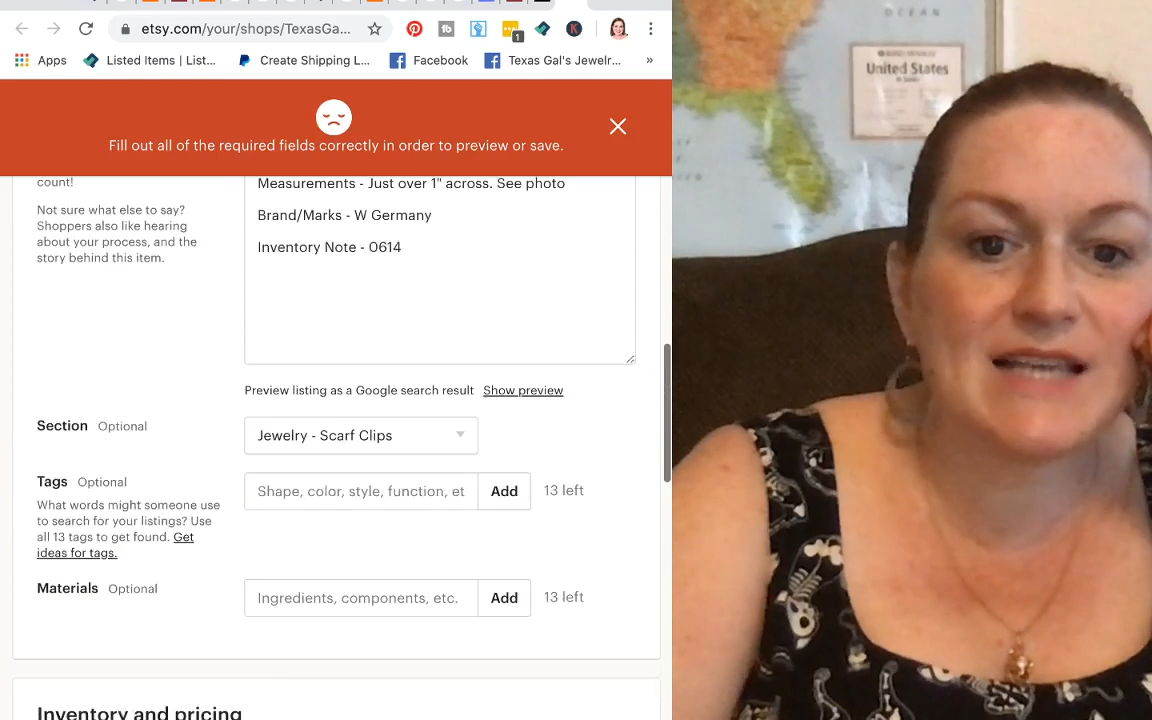 etsy.com/your/shops/TexasGa...
1
Apps
Listed Items | List...
Create Shipping L...
Facebook
Texas Gal's Jewelr...
»
Fill out all of the required fields correctly in order to preview or save.
count!
Not sure what else to say?
Shoppers also like hearing
about your process, and the
story behind this item.
Measurements - Just over 1" across. See photo
Brand/Marks - W Germany
Inventory Note - 0614
Preview listing as a Google search result Show preview
Section Optional
Jewelry - Scarf Clips
Tags Optional
What words might someone use
to search for your listings? Use
all 13 tags to get found. Get
ideas for tags.
Shape, color, style, function, et
Add
13 left
Materials Optional
Ingredients, components, etc.
Add
13 left
Inventory and pricing
OCEAN
United States